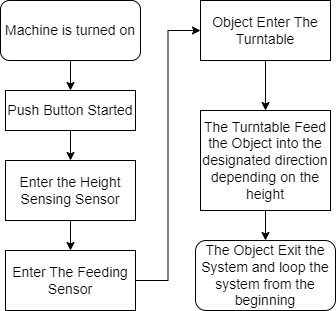 Machine is turned on
Push Button Started
Enter the Height
Sensing Sensor
Enter The Feeding
Sensor
Object Enter The
Turntable
The Turntable Feed
the Object into the
designated direction
depending on the
height
The Object Exit the
System and loop the
system from the
beginning